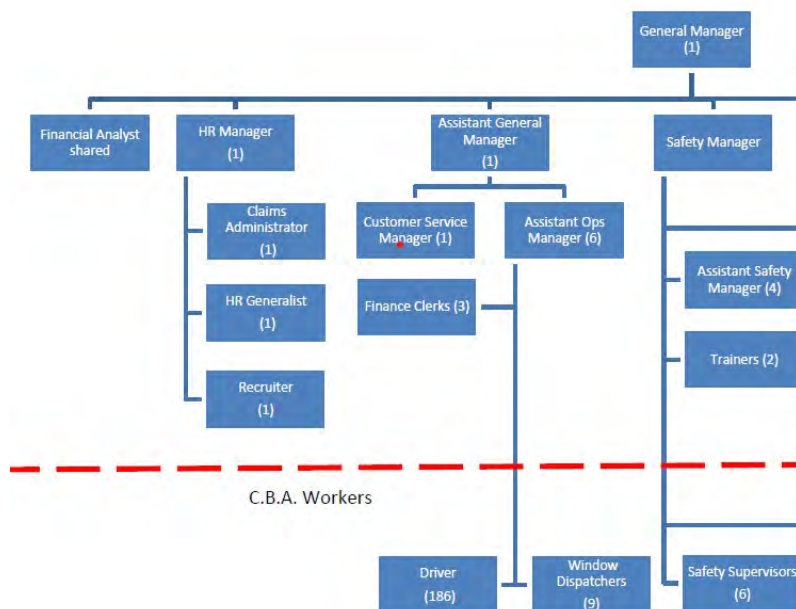 General Manager
(1)
Financial Analyst
shared
HR Manager
(1)
Assistant General
Manager
(1)
Safety Manager
Claims
Administrator
(1)
HR Generalist
(1)
Recruiter
(1)
Customer Service
Manager (1)
Assistant Ops
Manager (6)
Finance Clerks (3)
Assistant Safety
Manager (4)
Trainers (2)
C.B.A. Workers
Driver
(186)
Window
Dispatchers
(9)
Safety Supervisors
(6)